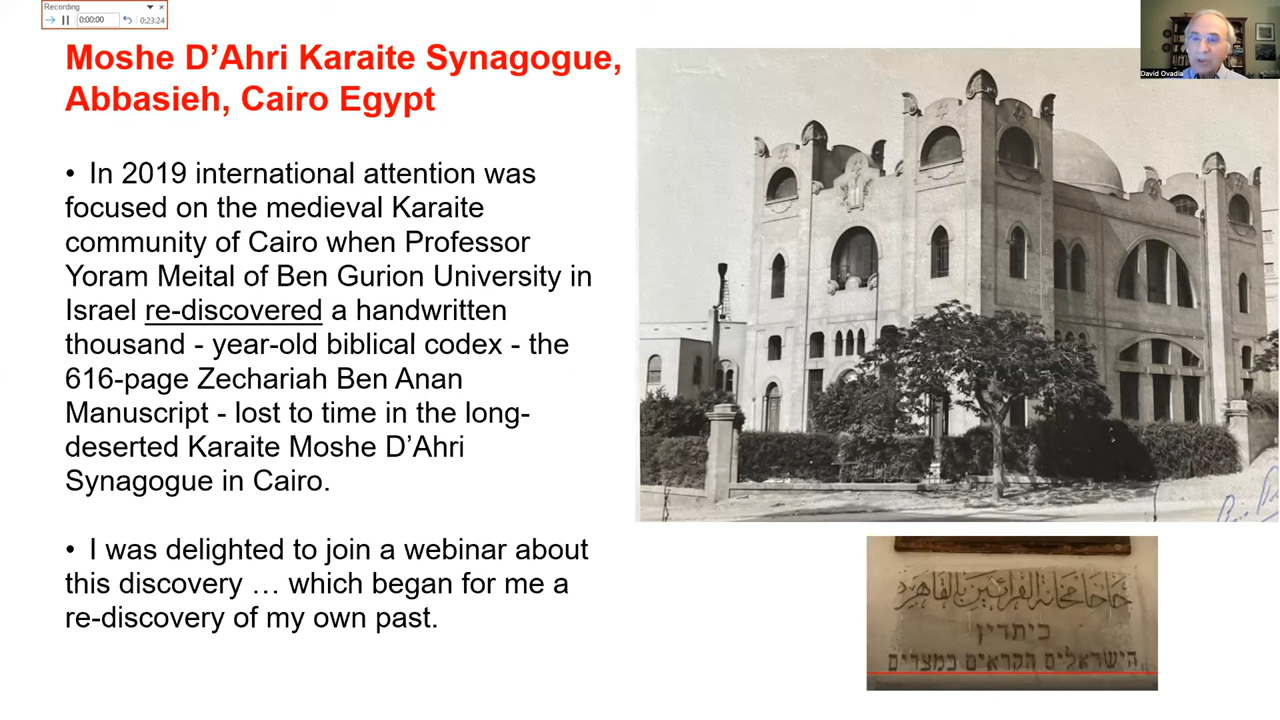 Recording
0:00:00
0:23:24
David Ovadia
Moshe D’Ahri Karaite Synagogue,
Abbasieh, Cairo Egypt
• In 2019 international attention was
focused on the medieval Karaite
community of Cairo when Professor
Yoram Meital of Ben Gurion University in
Israel re-discovered a handwritten
thousand - year-old biblical codex - the
616-page Zechariah Ben Anan
Manuscript - lost to time in the long-
deserted Karaite Moshe D’Ahri
Synagogue in Cairo.
• I was delighted to join a webinar about
this discovery … which began for me a
re-discovery of my own past.
القرائين بالقاهرة
ביתדין
הישראלים הקראים במצרים